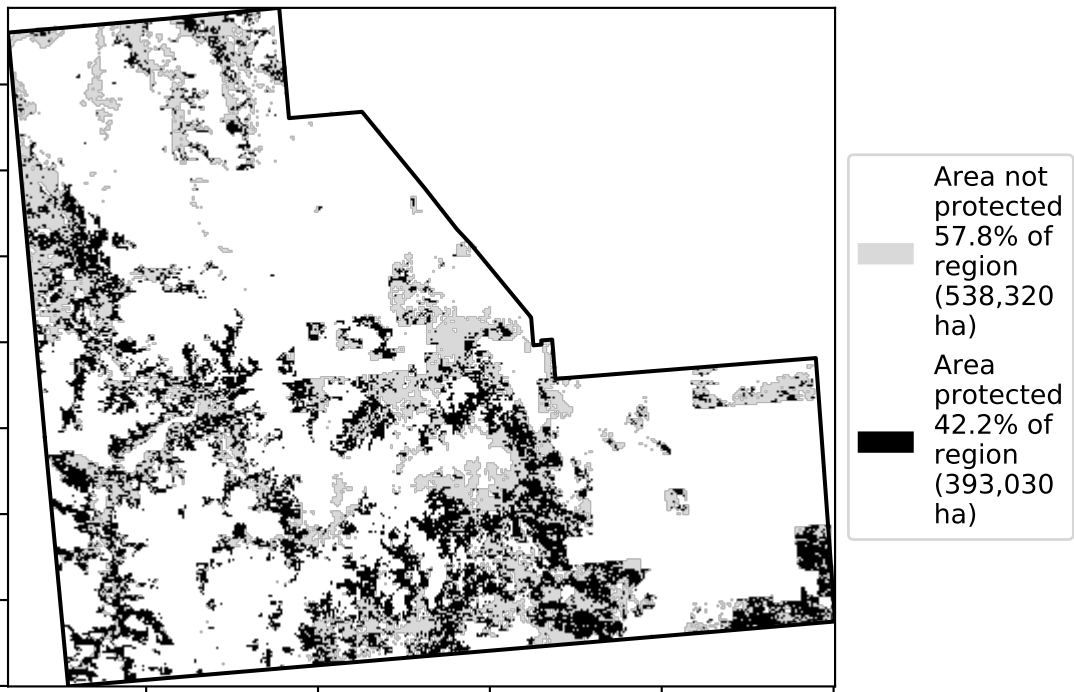 Area not
protected
57.8% of
region
(538,320
ha)
Area
protected
42.2% of
region
(393,030
ha)